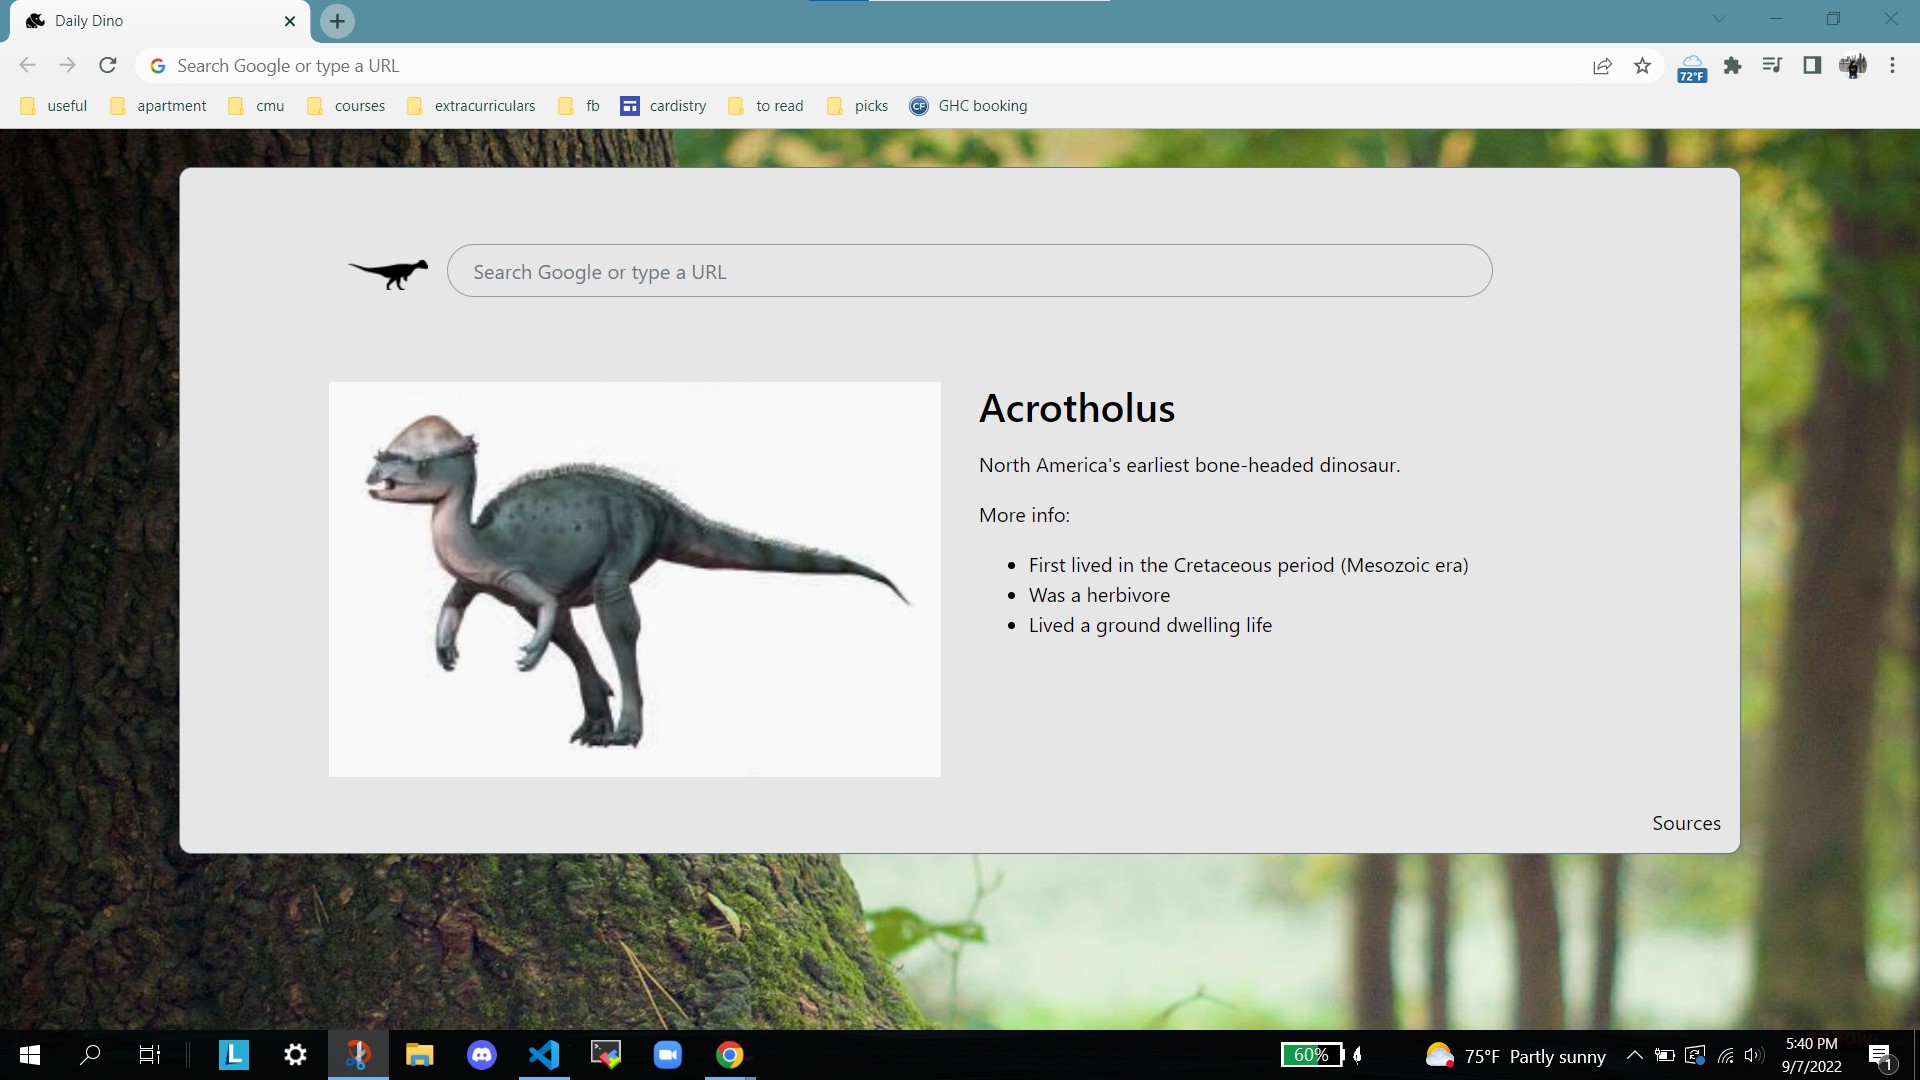 Daily Dino
Search Google or type a URL
72°F
useful
apartment
cmu
courses
extracurriculars
fb
cardistry
to read
picks
CF
GHC booking
Search Google or type a URL
Acrotholus
North America's earliest bone-headed dinosaur.
More info:
First lived in the Cretaceous period (Mesozoic era)
Was a herbivore
Lived a ground dwelling life
Sources
L
60%
75°F Partly sunny
5:40 PM
9/7/2022
1